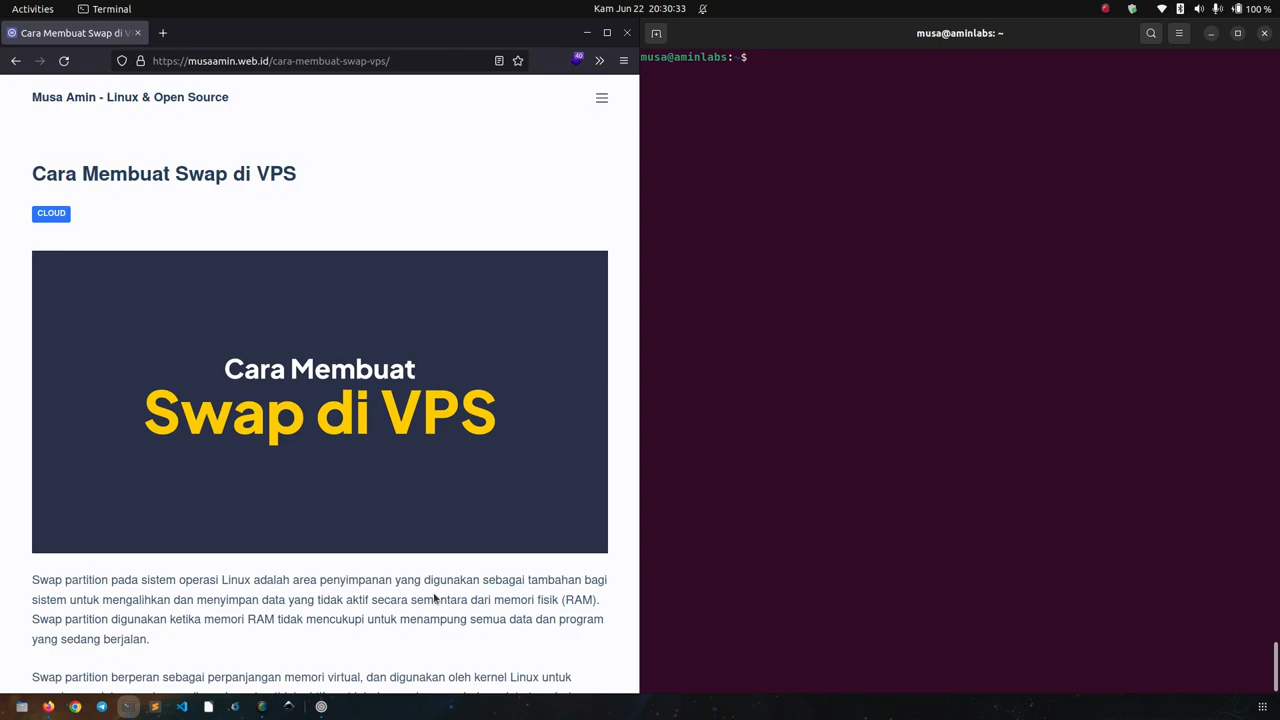 Activities
Terminal
Kam Jun 22 20:30:33
100 %
Cara Membuat Swap di V
40
https://musaamin.web.id/cara-membuat-swap-vps/
Musa Amin - Linux & Open Source
Cara Membuat Swap di VPS
CLOUD
Cara Membuat
Swap di VPS
Swap partition pada sistem operasi Linux adalah area penyimpanan yang digunakan sebagai tambahan bagi
sistem untuk mengalihkan dan menyimpan data yang tidak aktif secara sementara dari memori fisik (RAM).
Swap partition digunakan ketika memori RAM tidak mencukupi untuk menampung semua data dan program
yang sedang berjalan.
Swap partition berperan sebagai perpanjangan memori virtual, dan digunakan oleh kernel Linux untuk
musa@aminlabs: ~
musa@aminlabs:~$